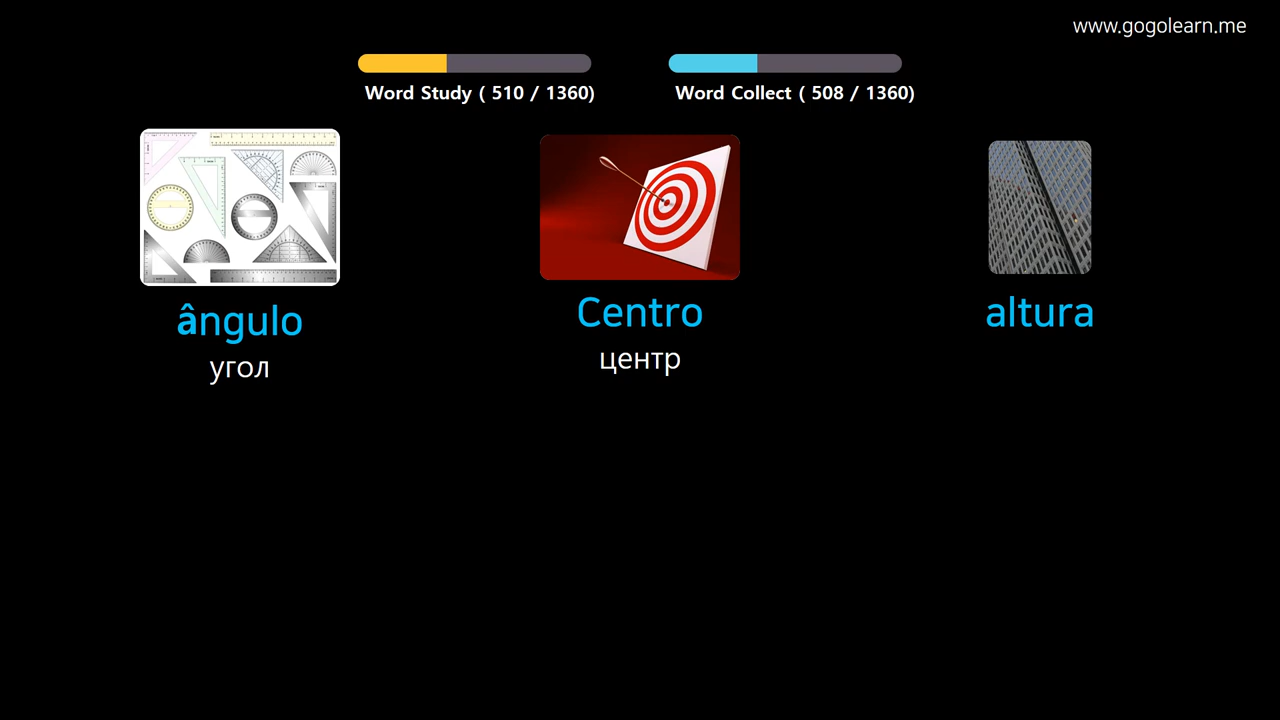 www.gogolearn.me
Word Study ( 510 / 1360)
Word Collect ( 508 / 1360)
ângulo
угол
Centro
центр
altura